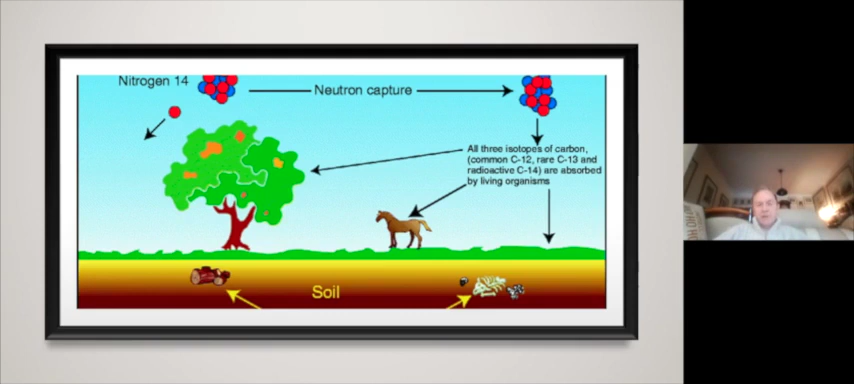 Nitrogen 14
Neutron capture
All three isotopes of carbon,
(common C-12, rare C-13 and
radioactive C-14) are absorbed
by living organisms
Soil